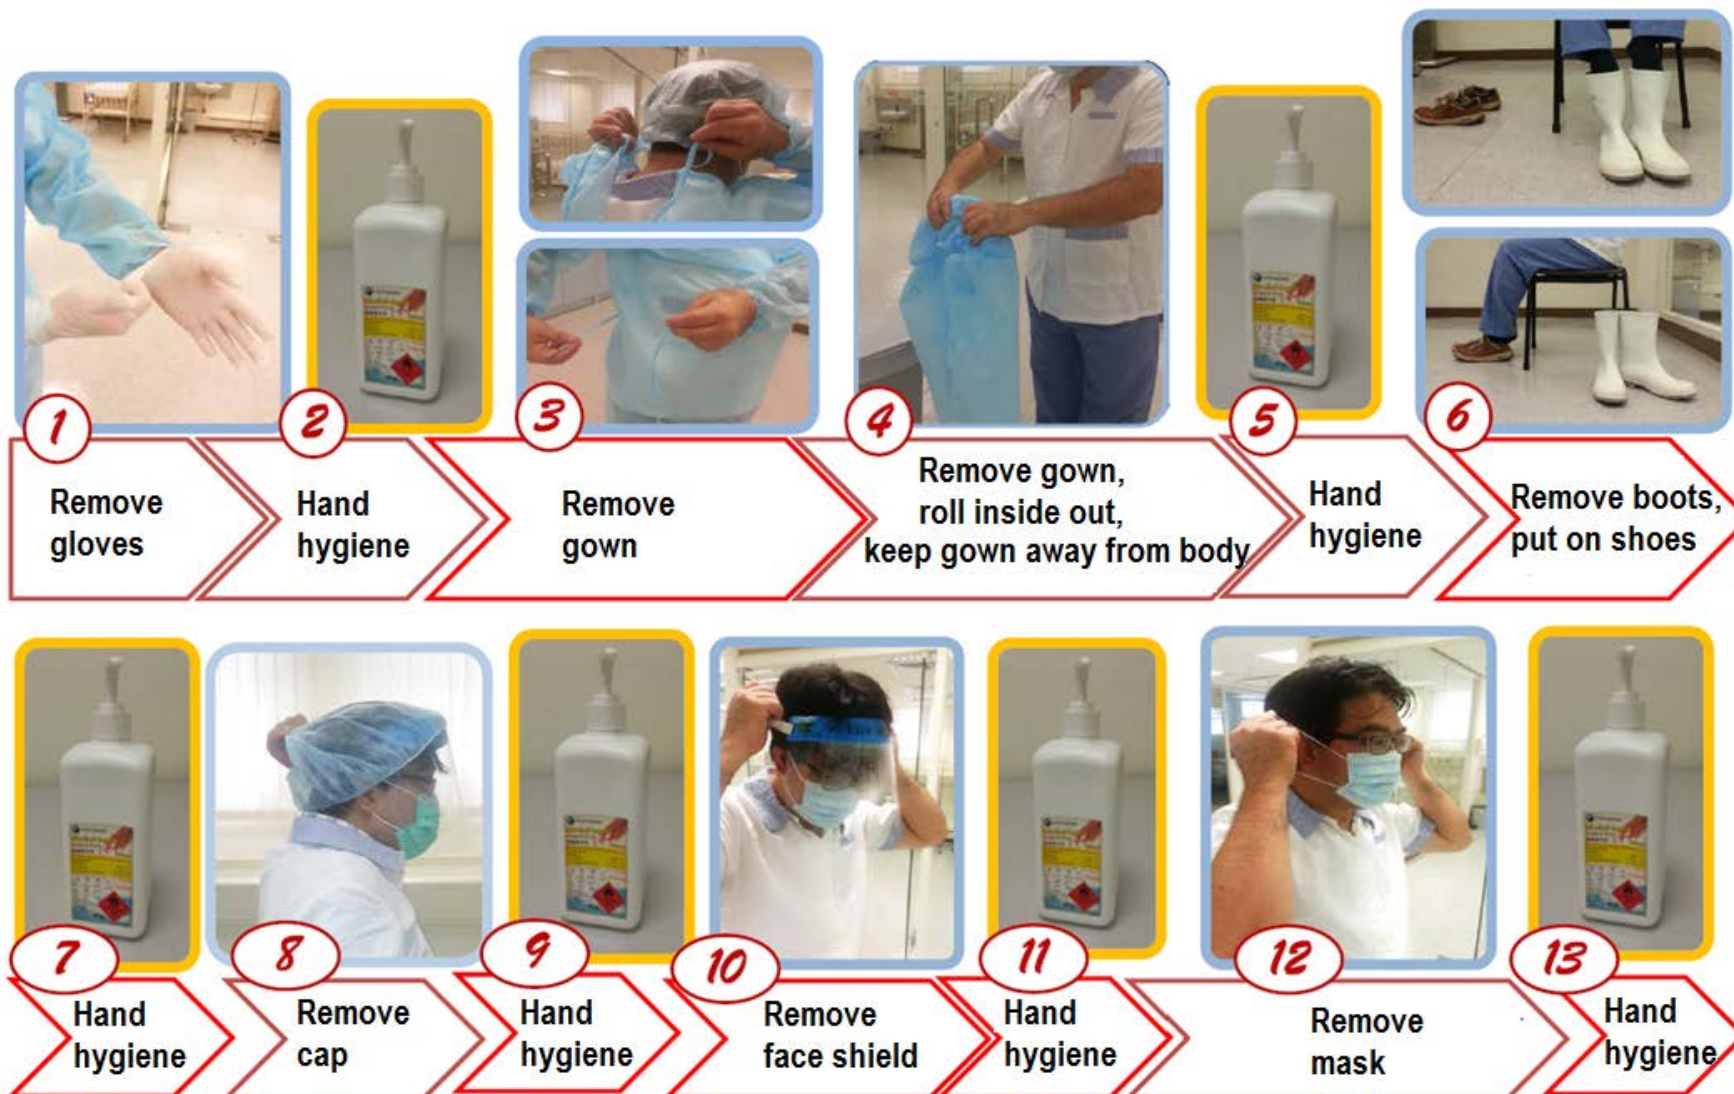 1
Remove
gloves
2
Hand
hygiene
3
Remove
gown
4
Remove gown,
roll inside out,
keep gown away from body
5
Hand
hygiene
6
Remove boots,
put on shoes
7
Hand
hygiene
8
Remove
cap
9
Hand
hygiene
10
Remove
face shield
11
Hand
hygiene
12
Remove
mask
13
Hand
hygiene